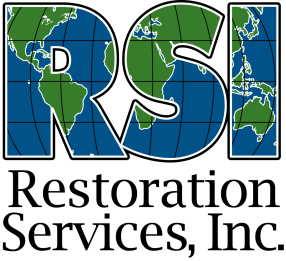 RSI
Restoration
Services, Inc.